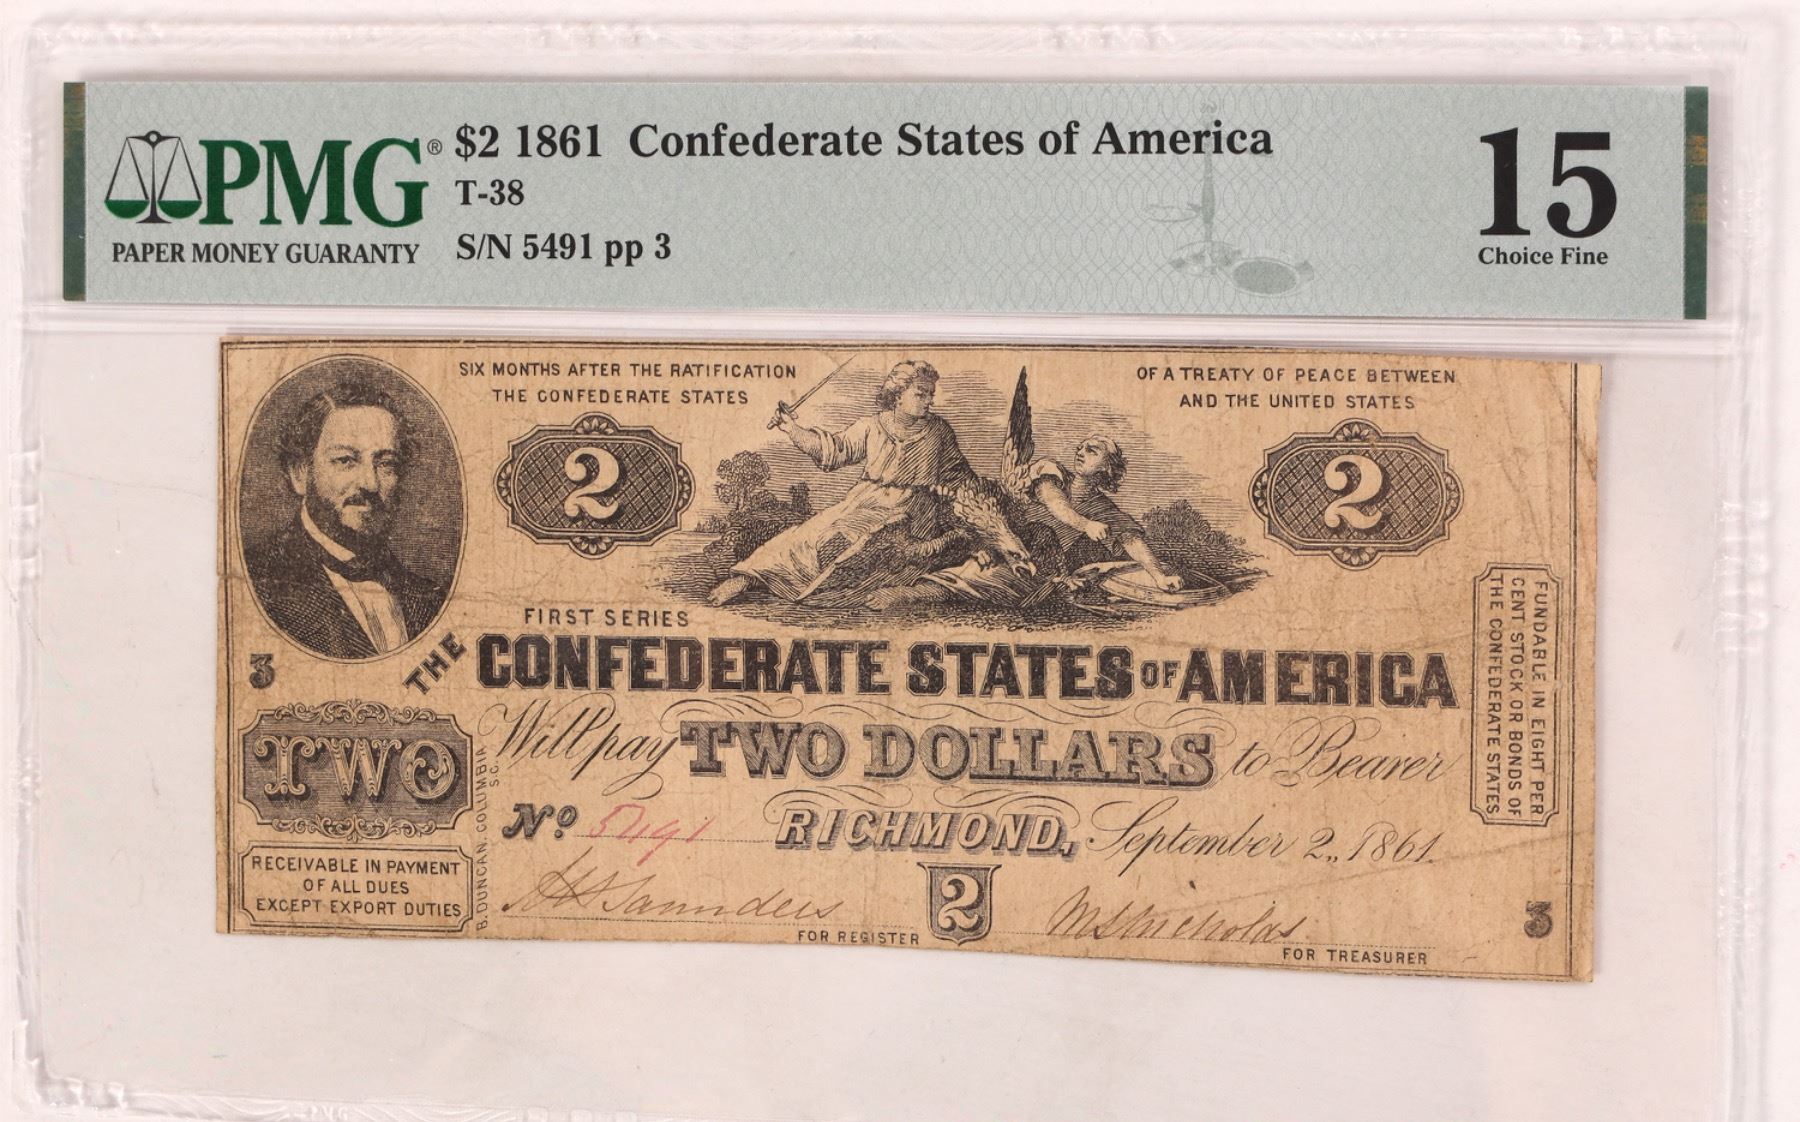 PMG®
PAPER MONEY GUARANTY
$2 1861 Confederate States of America
T-38
S/N 5491 pp 3
15
Choice Fine
SIX MONTHS AFTER THE RATIFICATION OF A TREATY OF PEACE BETWEEN
THE CONFEDERATE STATES AND THE UNITED STATES
2
2
FIRST SERIES
3
THE CONFEDERATE STATES OF AMERICA
Will pay TWO DOLLARS to Bearer
TWO
No 5491
RICHMOND, September 2, 1861.
RECEIVABLE IN PAYMENT
OF ALL DUES
EXCEPT EXPORT DUTIES
B. DUNCAN. COLUMBIA
S.C.
FUNDABLE IN EIGHT PER
CENT STOCK OR BONDS OF
THE CONFEDERATE STATES
2
Saunders
FOR REGISTER
Nicholas
FOR TREASURER
3
PMG